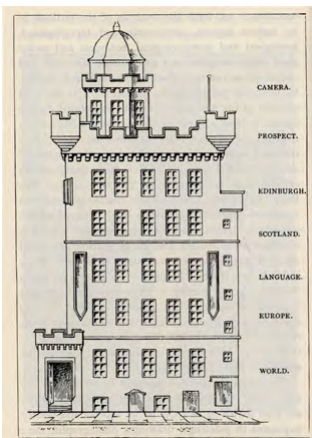 CAMERA.
PROSPECT.
EDINBURGH.
SCOTLAND.
LANGUAGE.
EUROPE.
WORLD.